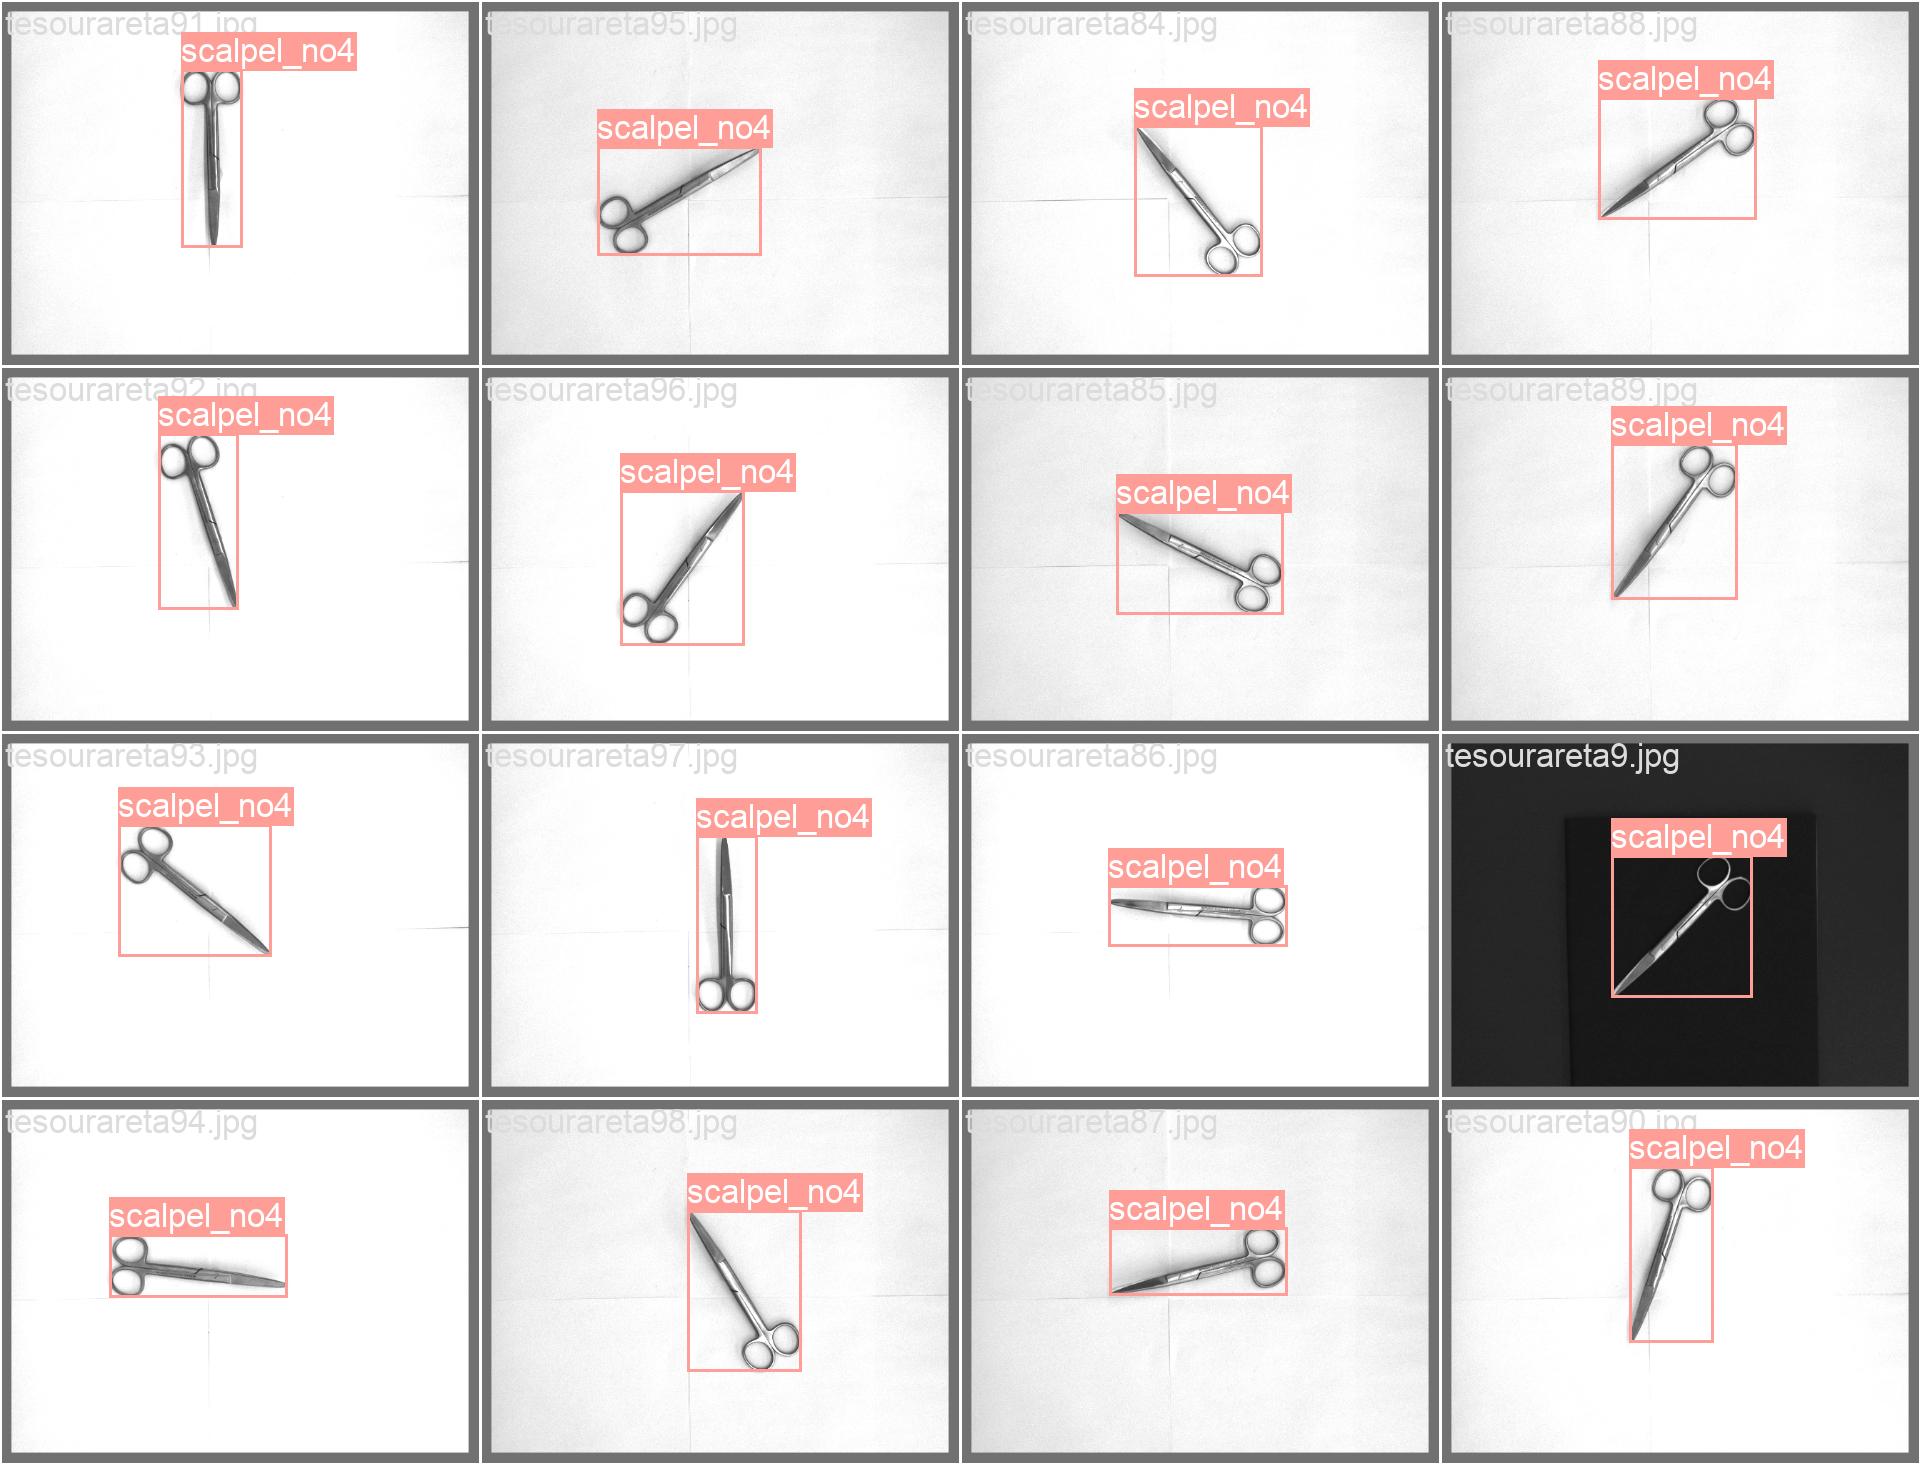 tesourareta91.jpg
scalpel_no4
tesourareta95.jpg
scalpel_no4
tesourareta84.jpg
scalpel_no4
tesourareta88.jpg
scalpel_no4
tesourareta92.jpg
scalpel_no4
tesourareta96.jpg
scalpel_no4
tesourareta85.jpg
scalpel_no4
tesourareta89.jpg
scalpel_no4
tesourareta93.jpg
scalpel_no4
tesourareta97.jpg
scalpel_no4
tesourareta86.jpg
scalpel_no4
tesourareta9.jpg
scalpel_no4
tesourareta94.jpg
scalpel_no4
tesourareta98.jpg
scalpel_no4
tesourareta87.jpg
scalpel_no4
tesourareta90.jpg
scalpel_no4